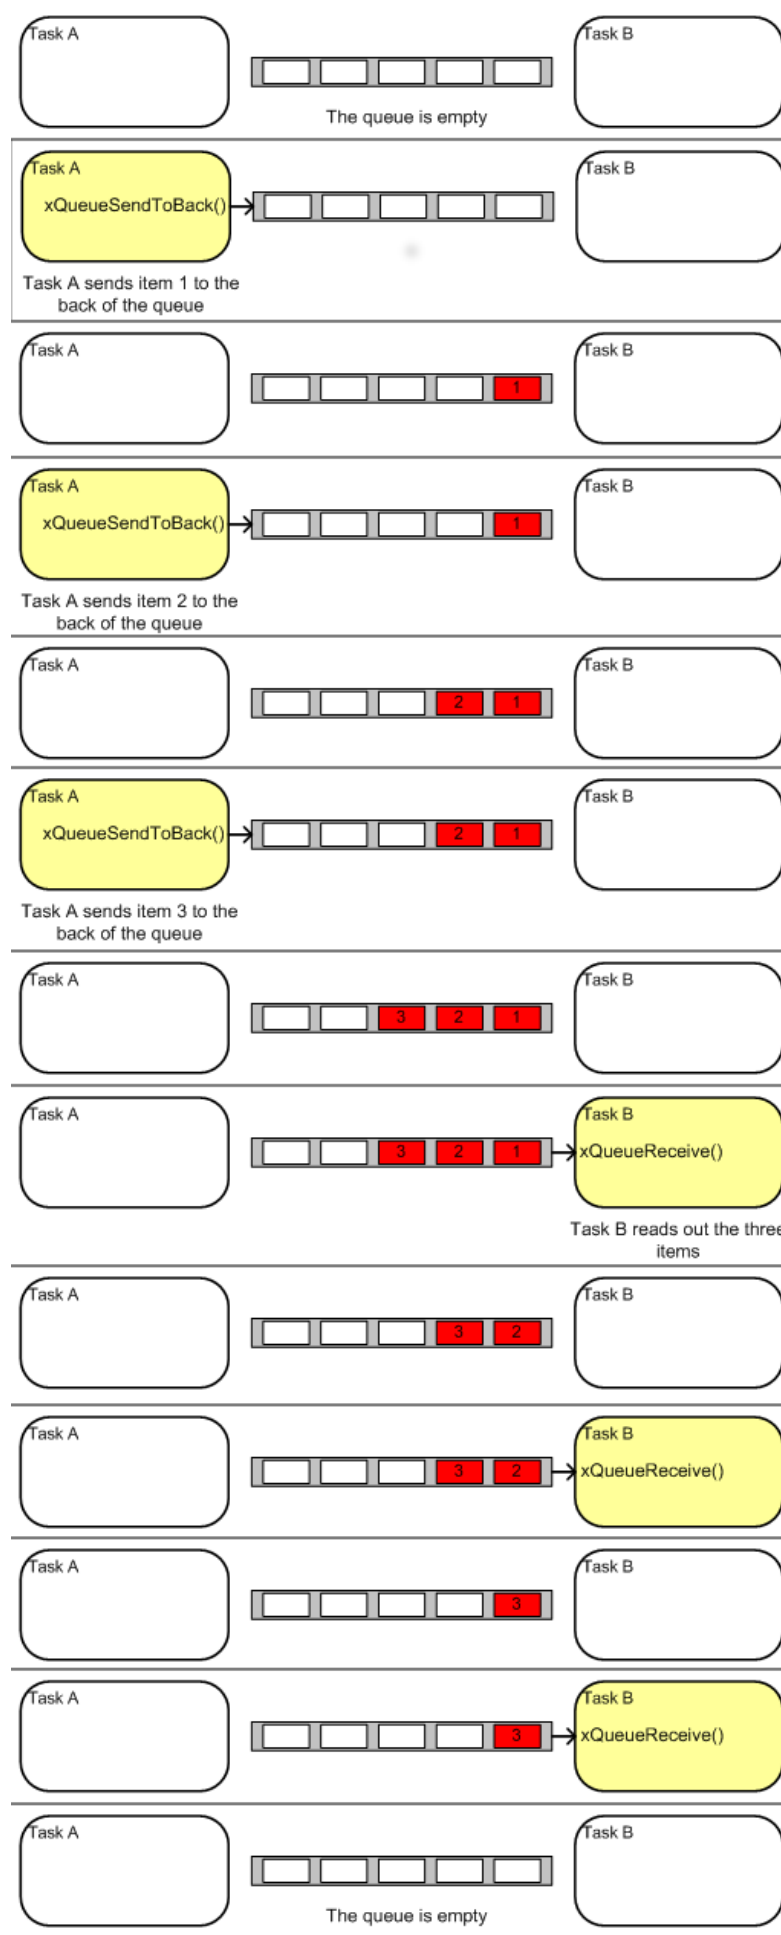 Task A
Task B
The queue is empty
Task A
Task B
xQueueSendToBack()
Task A sends item 1 to the
back of the queue
Task A
Task B
1
Task A
Task B
xQueueSendToBack()
1
Task A sends item 2 to the
back of the queue
Task A
Task B
2 1
Task A
Task B
xQueueSendToBack()
2 1
Task A sends item 3 to the
back of the queue
Task A
Task B
3 2 1
Task A
Task B
3 2 1
xQueueReceive()
Task B reads out the three
items
Task A
Task B
3 2
Task A
Task B
3 2
xQueueReceive()
Task A
Task B
3
Task A
Task B
3
xQueueReceive()
Task A
Task B
The queue is empty